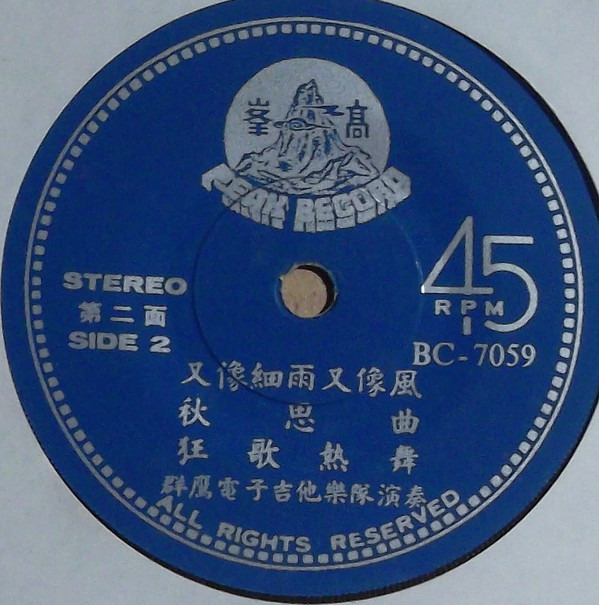 高峯
PEAK RECORD
45
RPM
STEREO
第二面
SIDE 2
BC-7059
又像細雨又像風
秋思曲
狂歌熱舞
群鷹電子吉他樂隊演奏
ALL RIGHTS RESERVED